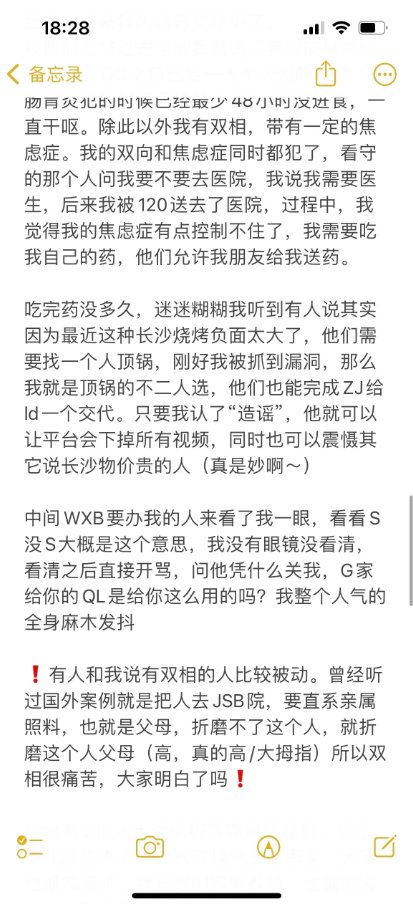 18:28
备忘录
肠胃炎犯的时候已经最少48小时没进食，一
直干呕。除此以外我有双相，带有一定的焦
虑症。我的双向和焦虑症同时都犯了，看守
的那个人问我要不要去医院，我说我需要医
生，后来我被120送去了医院，过程中，我
觉得我的焦虑症有点控制不住了，我需要吃
我自己的药，他们允许我朋友给我送药。
吃完药没多久，迷迷糊糊我听到有人说其实
因为最近这种长沙烧烤负面太大了，他们需
要找一个人顶锅，刚好我被抓到漏洞，那么
我就是顶锅的不二人选，他们也能完成ZJ给
ld一个交代。只要我认了“造谣”，他就可以
让平台会下掉所有视频，同时也可以震慑其
它说长沙物价贵的人（真是妙啊～）
中间WXB要办我的人来看了我一眼，看看S
没S大概是这个意思，我没有眼镜没看清，
看清之后直接开骂，问他凭什么关我，G家
给你的QL是给你这么用的吗？我整个人气的
全身麻木发抖
❗有人和我说有双相的人比较被动。曾经听
过国外案例就是把人去JSB院，要直系亲属
照料，也就是父母，折磨不了这个人，就折
磨这个人父母（高，真的高/大拇指）所以双
相很痛苦，大家明白了吗❗